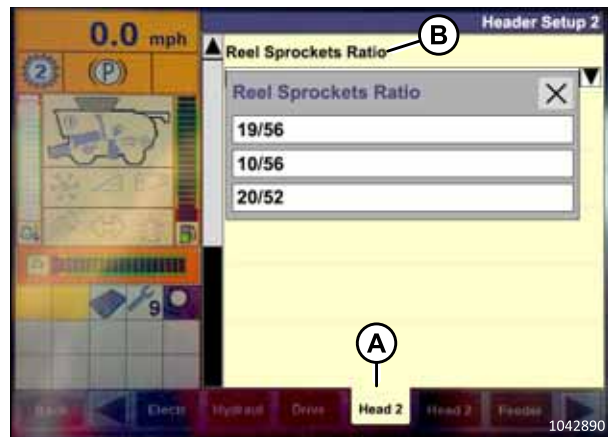 Header Setup 2
0.0 mph
B
Reel Sprockets Ratio
2
(P)
Reel Sprockets Ratio
19/56
10/56
20/52
9
A
Back
Electr
Hydraul
Drive
Head 2
Head 2
Feeder
1042890